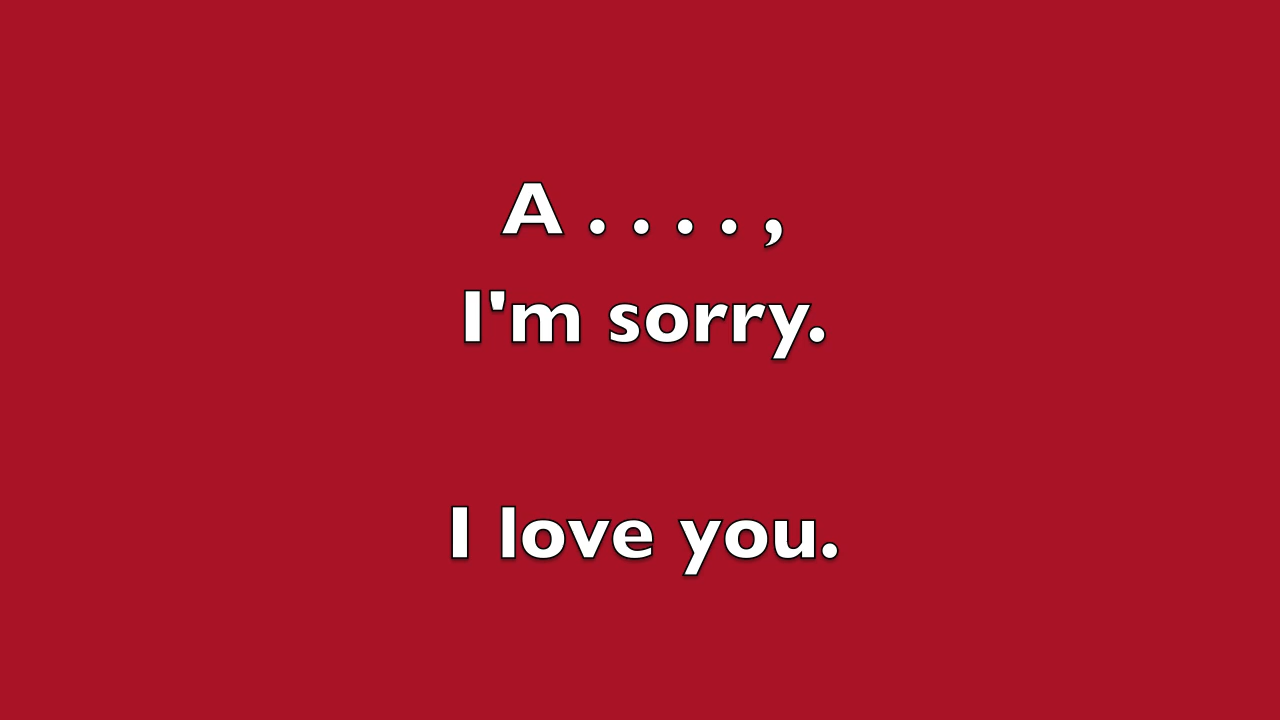 A . . . . ,
I'm sorry.
I love you.